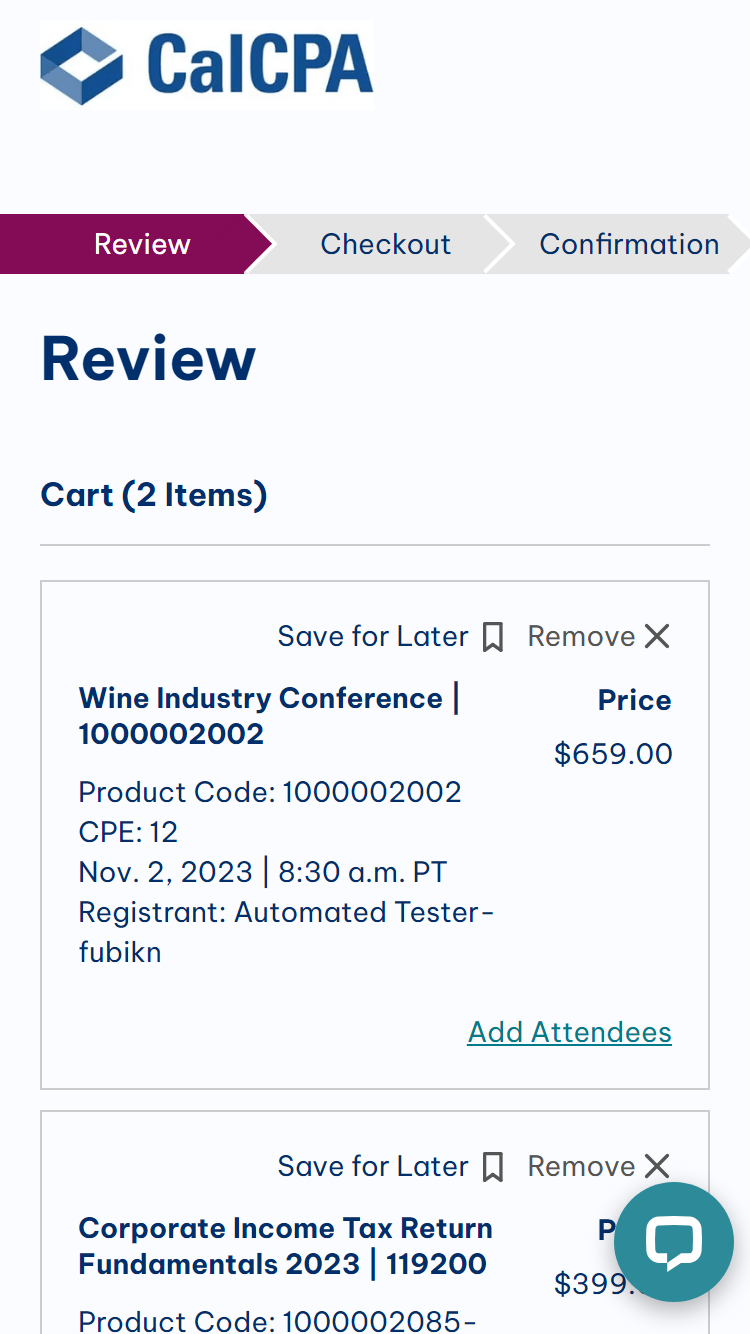 CalCPA
Review
Checkout
Confirmation
Review
Cart (2 Items)
Save for Later
Remove
Wine Industry Conference |
1000002002
Price
$659.00
Product Code: 1000002002
CPE: 12
Nov. 2, 2023 | 8:30 a.m. PT
Registrant: Automated Tester-
fubikn
Add Attendees
Save for Later
Remove
Corporate Income Tax Return
Fundamentals 2023 | 119200
$399.
Product Code: 1000002085-